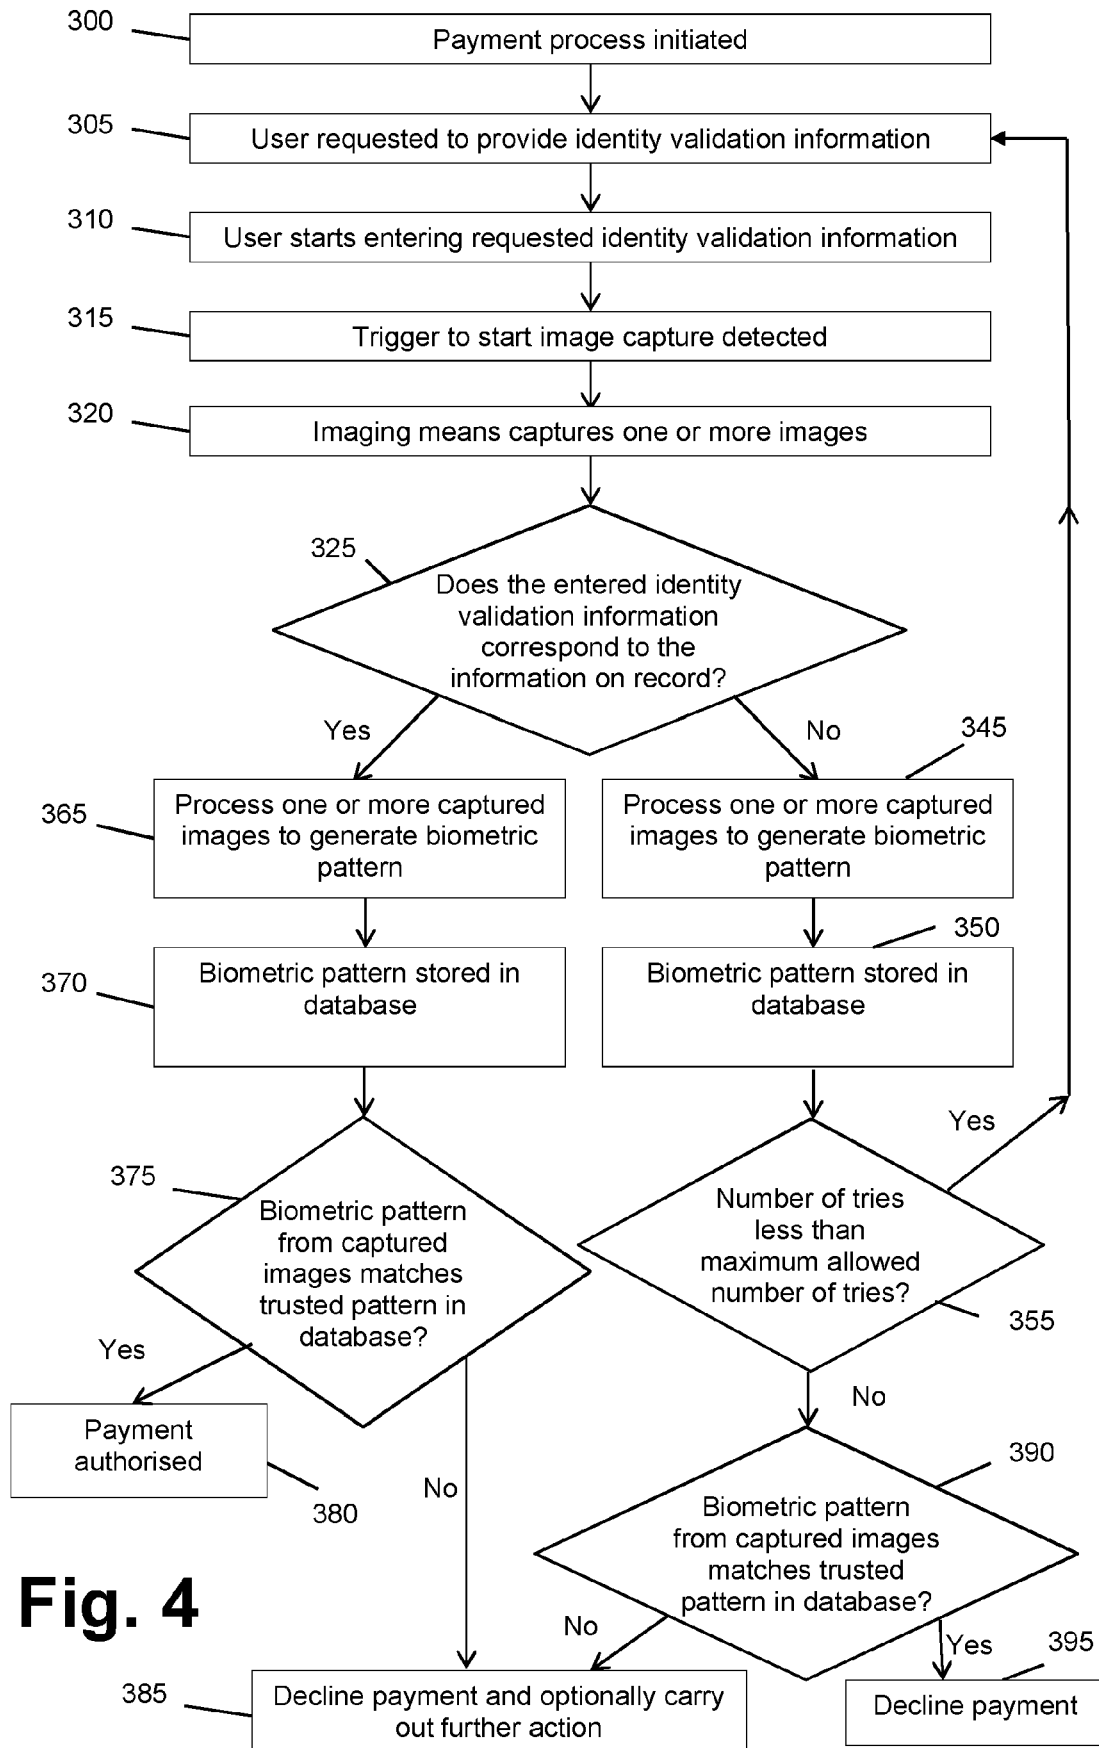 300
Payment process initiated
305
User requested to provide identity validation information
310
User starts entering requested identity validation information
315
Trigger to start image capture detected
320
Imaging means captures one or more images
325
Does the entered identity
validation information
correspond to the
information on record?
Yes
No
345
365
Process one or more captured
images to generate biometric
pattern
Process one or more captured
images to generate biometric
pattern
350
370
Biometric pattern stored in
database
Biometric pattern stored in
database
Yes
375
Biometric pattern
from captured
images matches
trusted pattern in
database?
Number of tries
less than
maximum allowed
number of tries?
355
Yes
No
Payment
authorised
380
No
390
Biometric pattern
from captured images
matches trusted
pattern in database?
Fig. 4
No
Yes
395
385
Decline payment and optionally carry
out further action
Decline payment